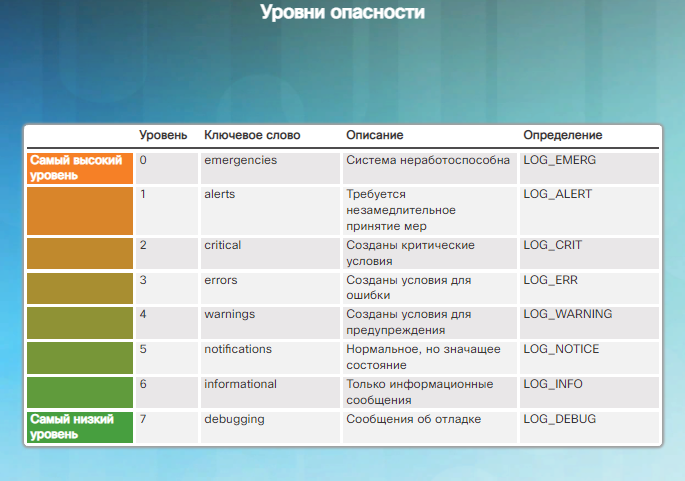 Уровни опасности
Уровень Ключевое слово Описание Определение
Самый высокий
уровень
0 emergencies Система неработоспособна LOG_EMERG
1 alerts Требуется
незамедлительное
принятие мер
LOG_ALERT
2 critical Созданы критические
условия
LOG_CRIT
3 errors Созданы условия для
ошибки
LOG_ERR
4 warnings Созданы условия для
предупреждения
LOG_WARNING
5 notifications Нормальное, но значащее
состояние
LOG_NOTICE
6 informational Только информационные
сообщения
LOG_INFO
Самый низкий
уровень
7 debugging Сообщения об отладке LOG_DEBUG